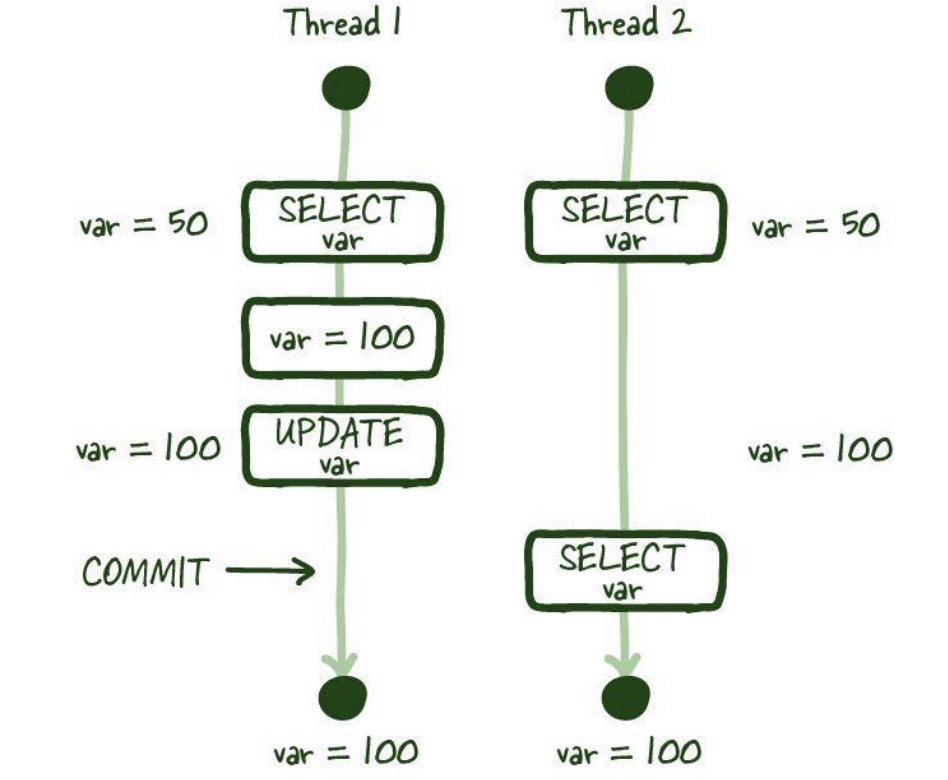 Thread 1
Thread 2
var = 50
SELECT
var
SELECT
var
var = 50
var = 100
var = 100
UPDATE
var
var = 100
COMMIT
SELECT
var
var = 100
var = 100